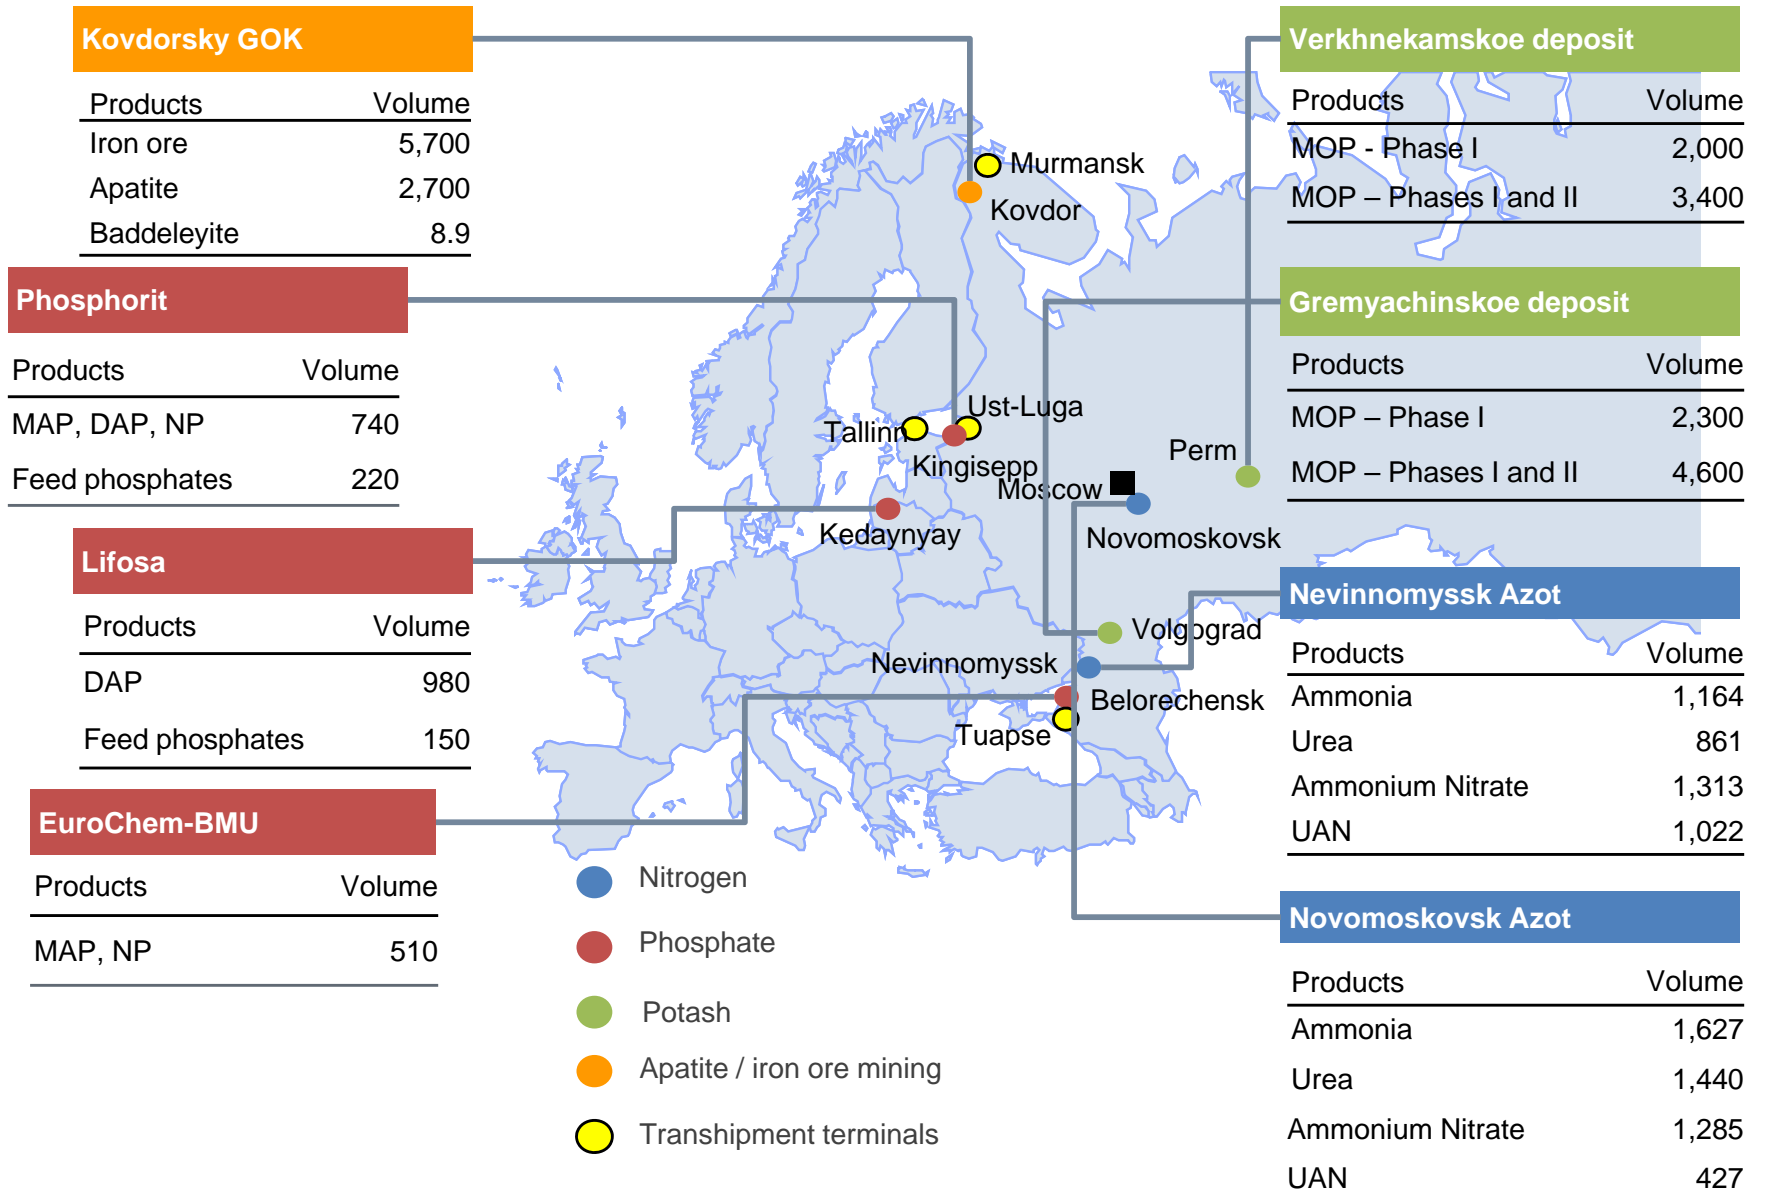 Kovdorsky GOK
Products Volume
Iron ore 5,700
Apatite 2,700
Baddeleyite 8.9
Phosphorit
Products Volume
MAP, DAP, NP 740
Feed phosphates 220
Lifosa
Products Volume
DAP 980
Feed phosphates 150
EuroChem-BMU
Products Volume
MAP, NP 510
Murmansk
Kovdor
Ust-Luga
Tallinn
Kingisepp
Perm
Moscow
Kedaynyay
Novomoskovsk
Volgograd
Nevinnomyssk
Belorechensk
Tuapse
Nitrogen
Phosphate
Potash
Apatite / iron ore mining
Transhipment terminals
Verkhnekamskoe deposit
Products Volume
MOP - Phase I 2,000
MOP – Phases I and II 3,400
Gremyachinskoe deposit
Products Volume
MOP – Phase I 2,300
MOP – Phases I and II 4,600
Nevinnomyssk Azot
Products Volume
Ammonia 1,164
Urea 861
Ammonium Nitrate 1,313
UAN 1,022
Novomoskovsk Azot
Products Volume
Ammonia 1,627
Urea 1,440
Ammonium Nitrate 1,285
UAN 427